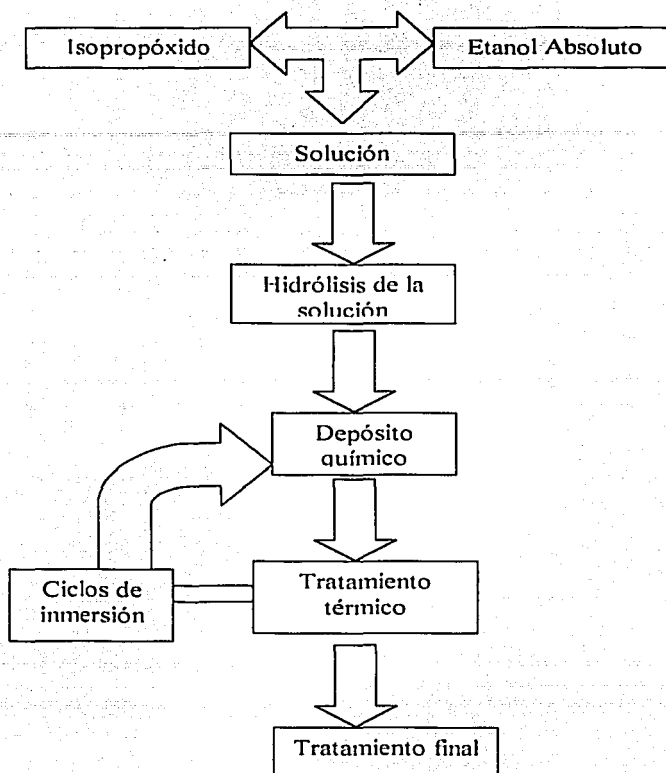 Isopropóxido
Etanol Absoluto
Solución
Hidrólisis de la
solución
Depósito
químico
Ciclos de
inmersión
Tratamiento
térmico
Tratamiento final